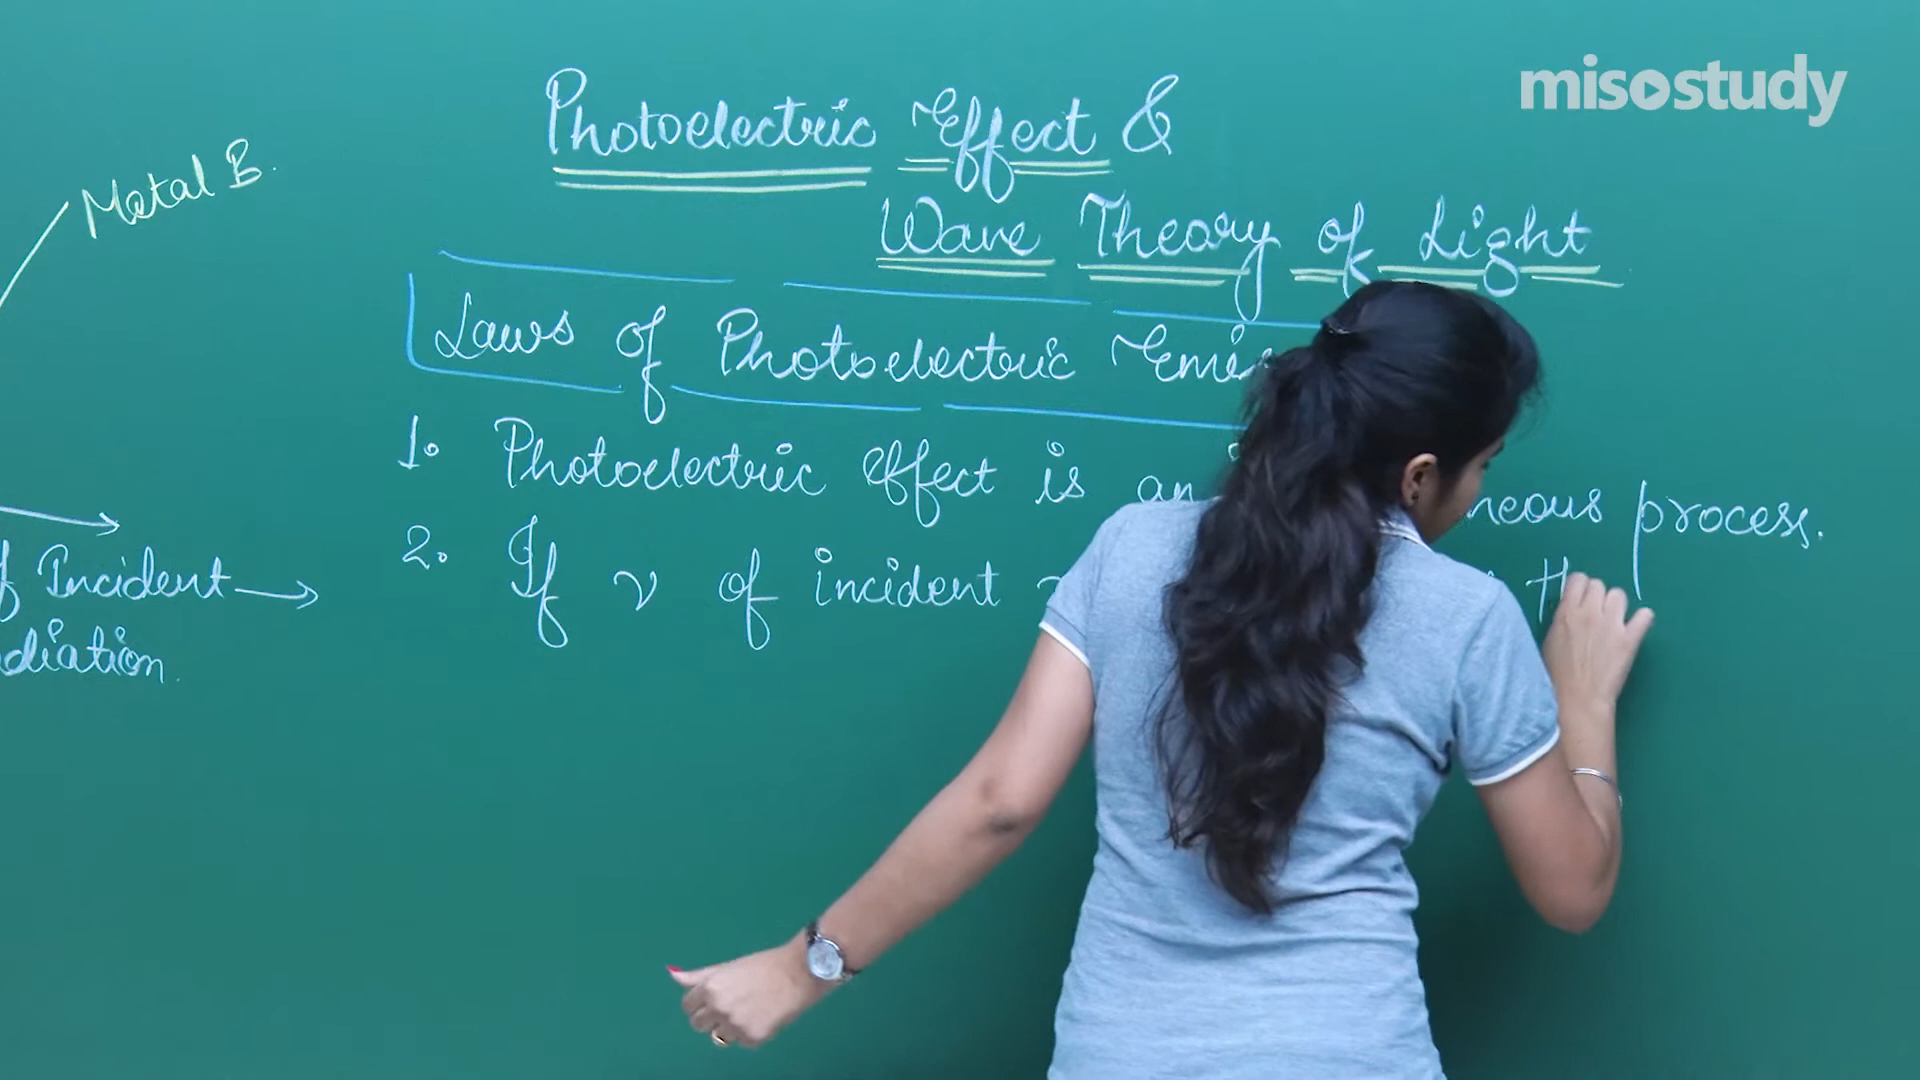 misostudy
Photoelectric Effect &
Wave Theory of Light
Metal B.
Laws of Photoelectric
1. Photoelectric effect is an process.
2. If ν of incident
of Incident →
diation.